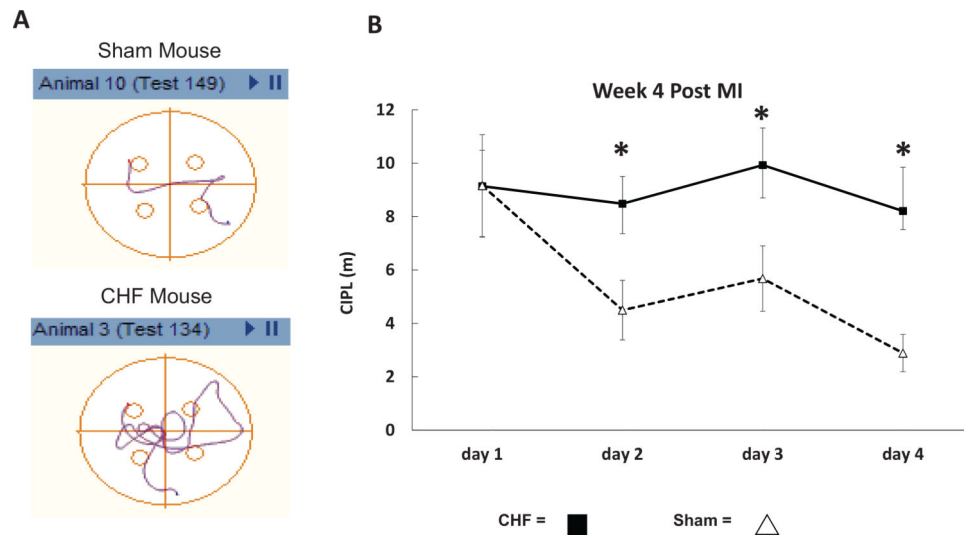 A
Sham Mouse
Animal 10 (Test 149)
CHF Mouse
Animal 3 (Test 134)
B
Week 4 Post MI
*
*
*
12
10
8
6
4
2
0
CIPL (m)
day 1 day 2 day 3 day 4
CHF = Sham =